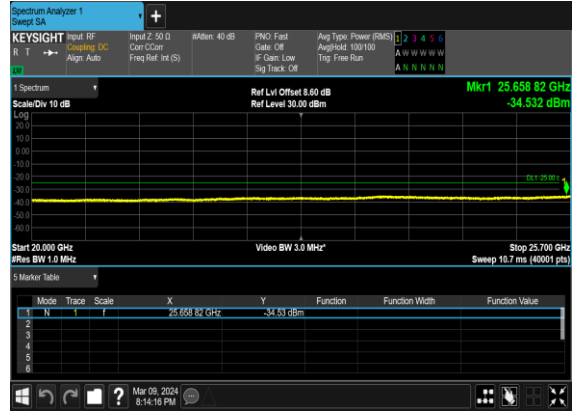 Spectrum Analyzer 1
Swept SA
+
KEYSIGHT
R T
LW
Input: RF
Coupling: DC
Align: Auto
Input Z: 50 Ω
Corr CCorr
Freq Ref: Int (S)
#Atten: 40 dB
PNO: Fast
Gate: Off
IF Gain: Low
Sig Track: Off
Avg Type: Power (RMS)
Avg|Hold: 100/100
Trig: Free Run
1 2 3 4 5 6
A W W W W W
A N N N N N
1 Spectrum
Scale/Div 10 dB
Ref Lvl Offset 8.60 dB
Ref Level 30.00 dBm
Mkr1 25.658 82 GHz
-34.532 dBm
Log
20.0
10.0
0.00
-10.0
-20.0
-30.0
-40.0
-50.0
-60.0
1
Start 20.000 GHz
#Res BW 1.0 MHz
Video BW 3.0 MHz*
Stop 25.700 GHz
Sweep 10.7 ms (40001 pts)
5 Marker Table
Mode Trace Scale X Y Function Function Width Function Value
1 N 1 f 25.658 82 GHz -34.53 dBm
2
3
4
5
6
?
Mar 09, 2024
8:14:16 PM